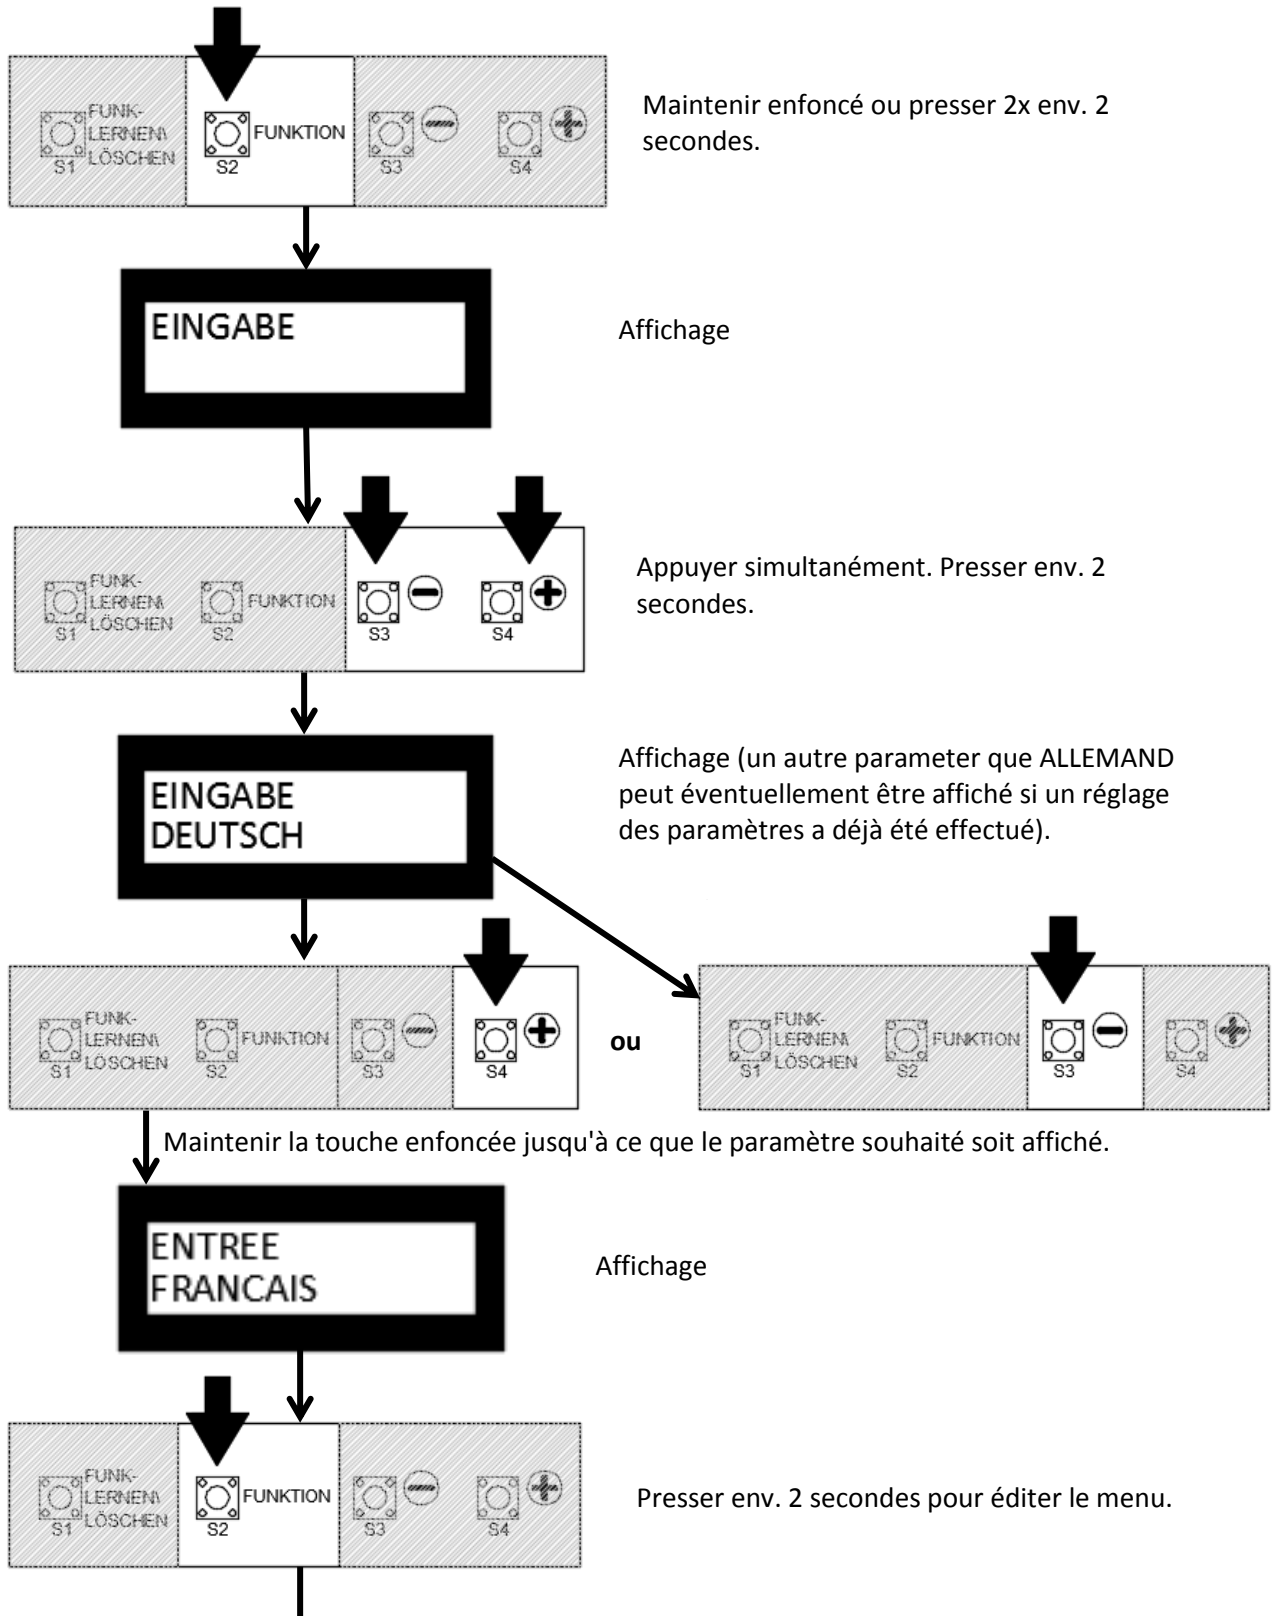 FUNK-
LERNEN\
LÖSCHEN
S1
FUNKTION
S2
S3
S4
Maintenir enfoncé ou presser 2x env. 2
secondes.
EINGABE
Affichage
FUNK-
LERNEN\
LÖSCHEN
S1
FUNKTION
S2
S3
S4
Appuyer simultanément. Presser env. 2
secondes.
EINGABE
DEUTSCH
Affichage (un autre parameter que ALLEMAND
peut éventuellement être affiché si un réglage
des paramètres a déjà été effectué).
FUNK-
LERNEN\
LÖSCHEN
S1
FUNKTION
S2
S3
S4
ou
FUNK-
LERNEN\
LÖSCHEN
S1
FUNKTION
S2
S3
S4
Maintenir la touche enfoncée jusqu'à ce que le paramètre souhaité soit affiché.
ENTREE
FRANCAIS
Affichage
FUNK-
LERNEN\
LÖSCHEN
S1
FUNKTION
S2
S3
S4
Presser env. 2 secondes pour éditer le menu.